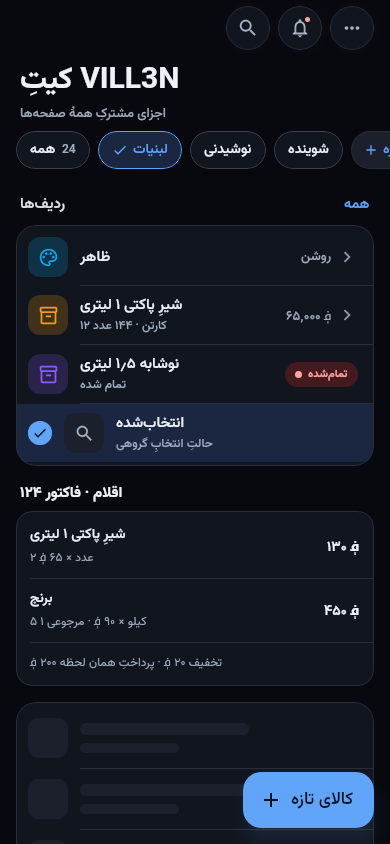 کیتِ VILL3N
اجزای مشترکِ همهٔ صفحه‌ها
همه 24
لبنیات
نوشیدنی
شوینده
ردیف‌ها
همه
ظاهر
روشن
شیرِ پاکتی ۱ لیتری
۱۲ کارتن · ۱۴۴ عدد
۶۵,۰۰۰ ؋
نوشابه ۱٫۵ لیتری
تمام شده
تمام‌شده
انتخاب‌شده
حالتِ انتخابِ گروهی
اقلام · فاکتور ۱۲۴
شیرِ پاکتی ۱ لیتری
۲ عدد × ۶۵ ؋
۱۳۰ ؋
برنج
۵ کیلو × ۹۰ ؋ · مرجوعی ۱
۴۵۰ ؋
تخفیف ۲۰ ؋ · پرداختِ همان لحظه ۲۰۰ ؋
کالای تازه